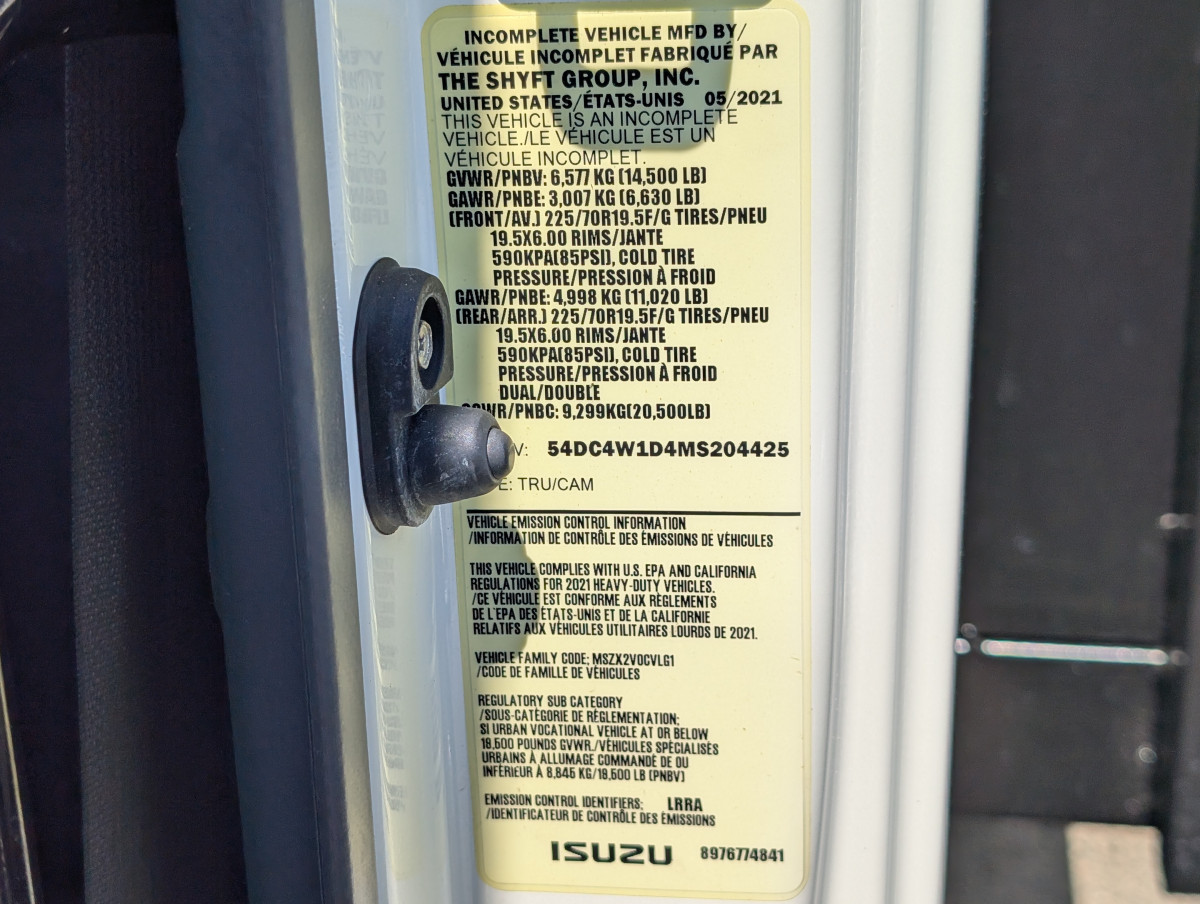 INCOMPLETE VEHICLE MFD BY/
VÉHICULE INCOMPLET FABRIQUÉ PAR
THE SHYFT GROUP, INC.
UNITED STATES/ÉTATS-UNIS 05/2021
THIS VEHICLE IS AN INCOMPLETE
VEHICLE./LE VÉHICULE EST UN
VÉHICULE INCOMPLET.
GVWR/PNBV: 6,577 KG (14,500 LB)
GAWR/PNBE: 3,007 KG (6,630 LB)
(FRONT/AV.) 225/70R19.5F/G TIRES/PNEU
19.5X6.00 RIMS/JANTE
590KPA(85PSI), COLD TIRE
PRESSURE/PRESSION À FROID
GAWR/PNBE: 4,998 KG (11,020 LB)
(REAR/ARR.) 225/70R19.5F/G TIRES/PNEU
19.5X6.00 RIMS/JANTE
590KPA(85PSI), COLD TIRE
PRESSURE/PRESSION À FROID
DUAL/DOUBLE
GCWR/PNBC: 9,299KG(20,500LB)
V: 54DC4W1D4MS204425
E: TRU/CAM
VEHICLE EMISSION CONTROL INFORMATION
/INFORMATION DE CONTRÔLE DES ÉMISSIONS DE VÉHICULES
THIS VEHICLE COMPLIES WITH U.S. EPA AND CALIFORNIA
REGULATIONS FOR 2021 HEAVY-DUTY VEHICLES.
/CE VÉHICULE EST CONFORME AUX RÈGLEMENTS
DE L'EPA DES ÉTATS-UNIS ET DE LA CALIFORNIE
RELATIFS AUX VÉHICULES UTILITAIRES LOURDS DE 2021.
VEHICLE FAMILY CODE; MSZX2VOCVLG1
/CODE DE FAMILLE DE VÉHICULES
REGULATORY SUB CATEGORY
/SOUS-CATÉGORIE DE RÉGLEMENTATION;
SI URBAN VOCATIONAL VEHICLE AT OR BELOW
19,500 POUNDS GVWR./VÉHICULES SPÉCIALISÉS
URBAINS À ALLUMAGE COMMANDÉ DE OU
INFÉRIEUR À 8,845 KG/19,500 LB (PNBV)
EMISSION CONTROL IDENTIFIERS; LRRA
/IDENTIFICATEUR DE CONTRÔLE DES ÉMISSIONS
ISUZU 8976774841